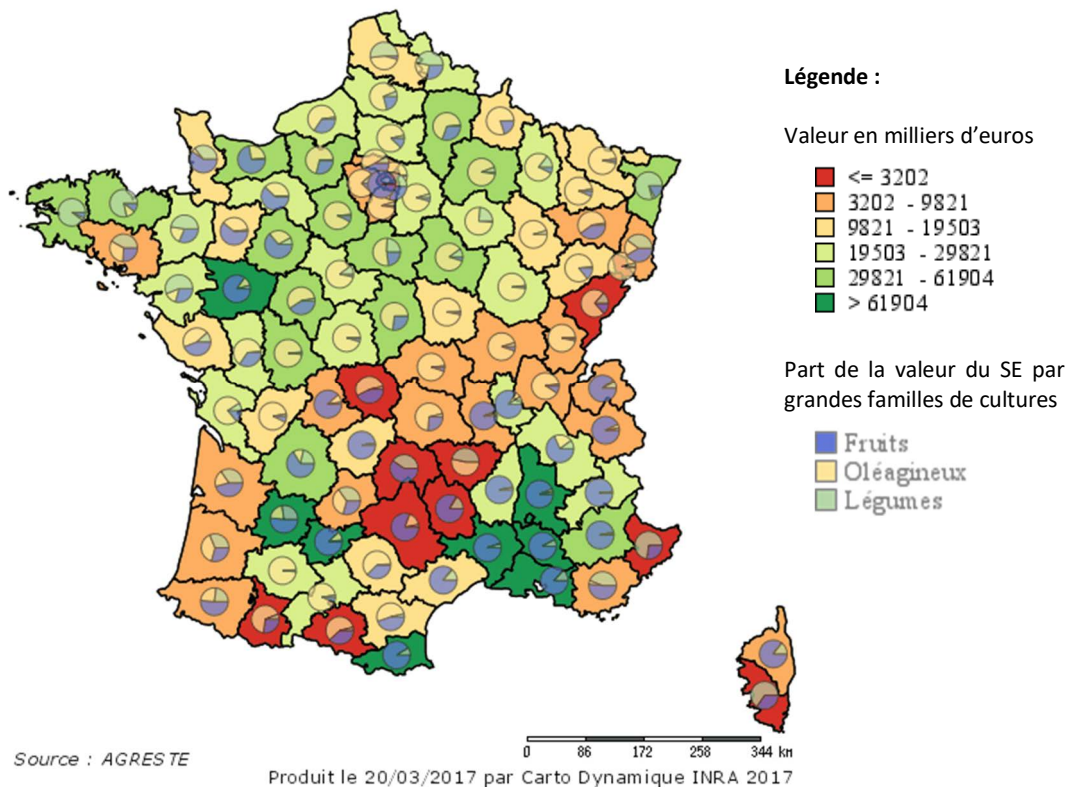 Légende :
Valeur en milliers d’euros
<= 3202
3202 - 9821
9821 - 19503
19503 - 29821
29821 - 61904
> 61904
Part de la valeur du SE par
grandes familles de cultures
Fruits
Oléagineux
Légumes
Source : AGRESTE
0 86 172 258 344 km
Produit le 20/03/2017 par Carto Dynamique INRA 2017